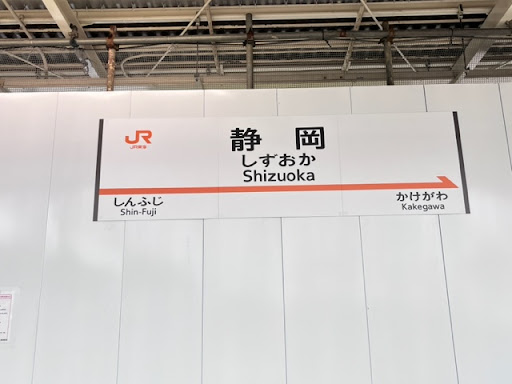 JR
JR東海
静岡
しずおか
Shizuoka
しんふじ
Shin-Fuji
かけがわ
Kakegawa